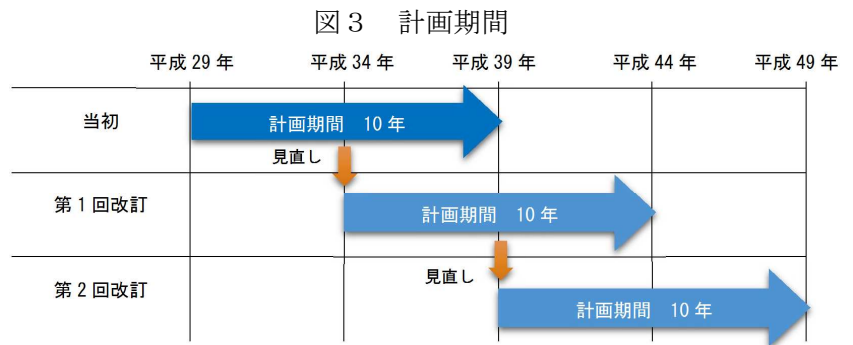 図３　計画期間
平成 29 年　平成 34 年　平成 39 年　平成 44 年　平成 49 年
当初
計画期間　10 年
見直し
第１回改訂
計画期間　10 年
見直し
第２回改訂
計画期間　10 年